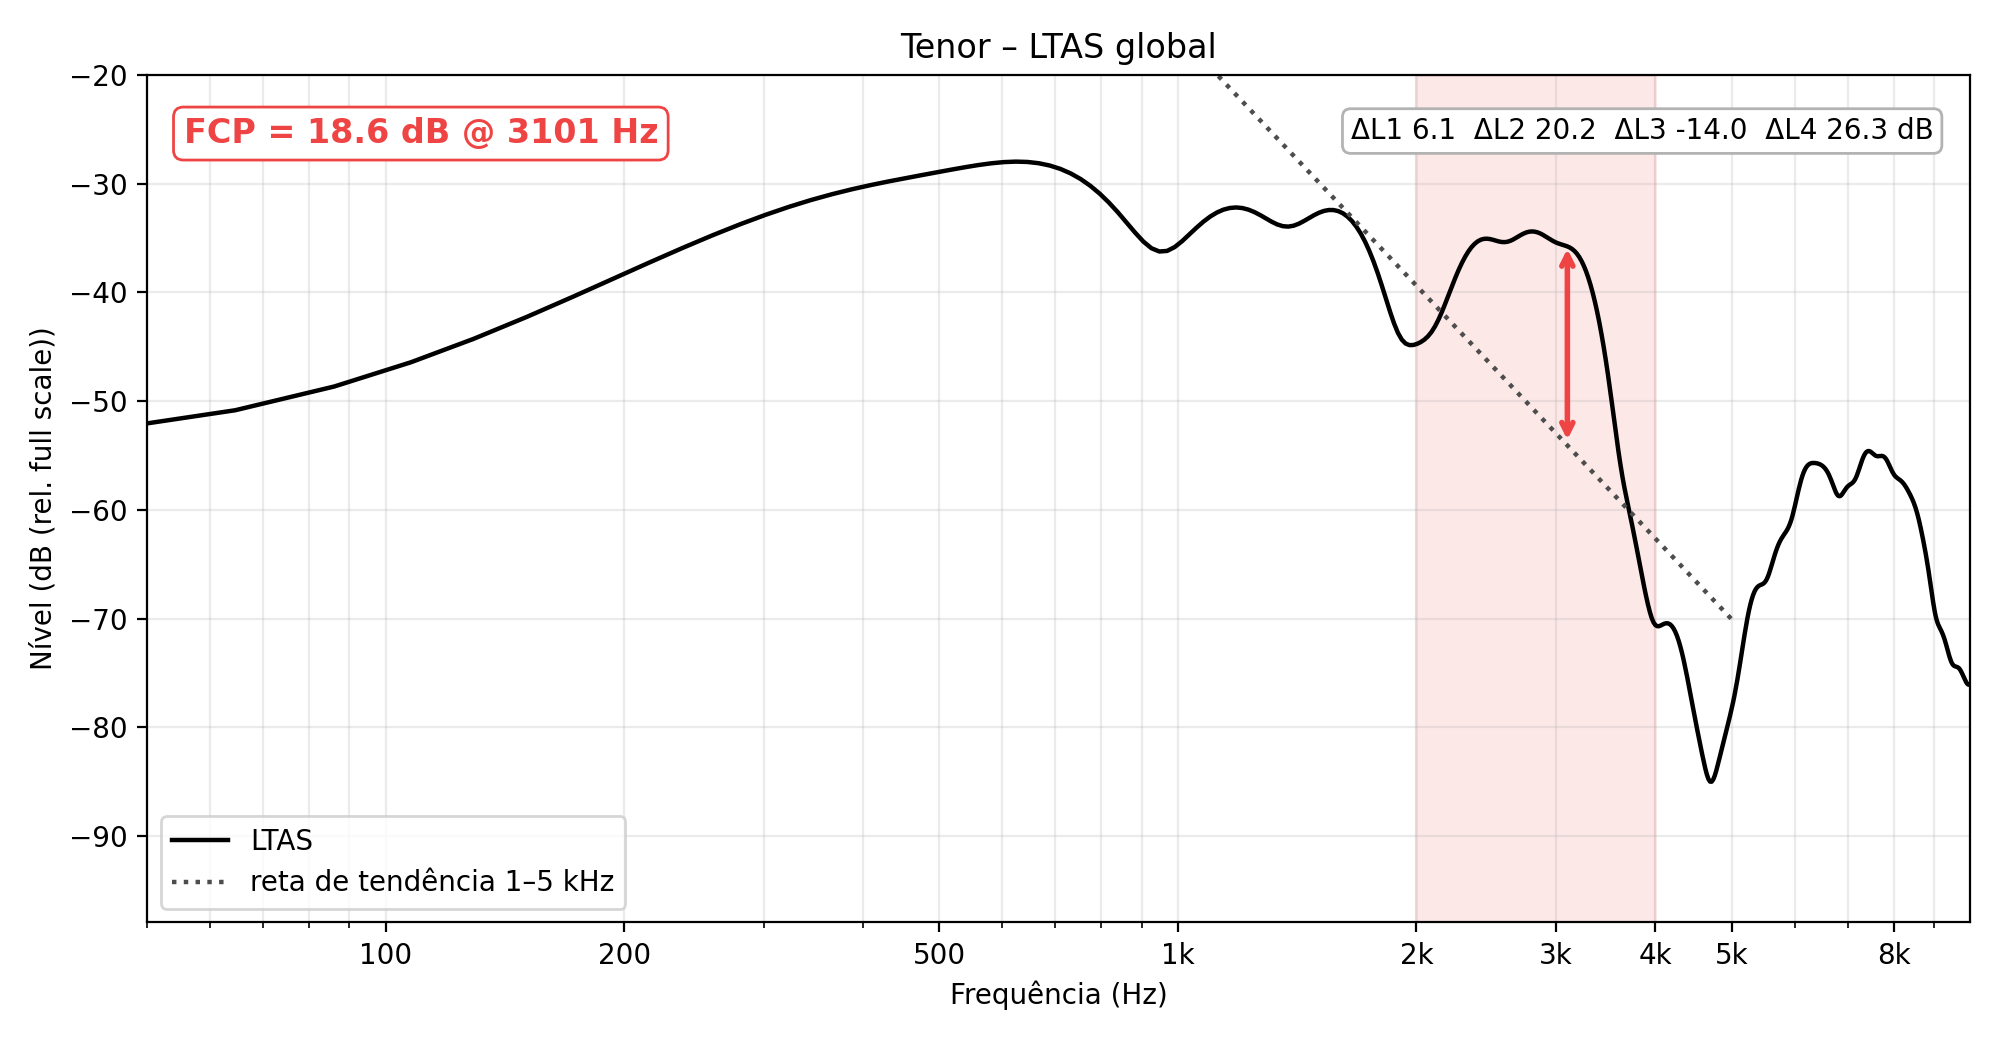 Tenor – LTAS global
FCP = 18.6 dB @ 3101 Hz
ΔL1 6.1  ΔL2 20.2  ΔL3 -14.0  ΔL4 26.3 dB
−20
−30
−40
−50
−60
−70
−80
−90
Nível (dB (rel. full scale))
LTAS
reta de tendência 1–5 kHz
100 200 500 1k 2k 3k 4k 5k 8k
Frequência (Hz)